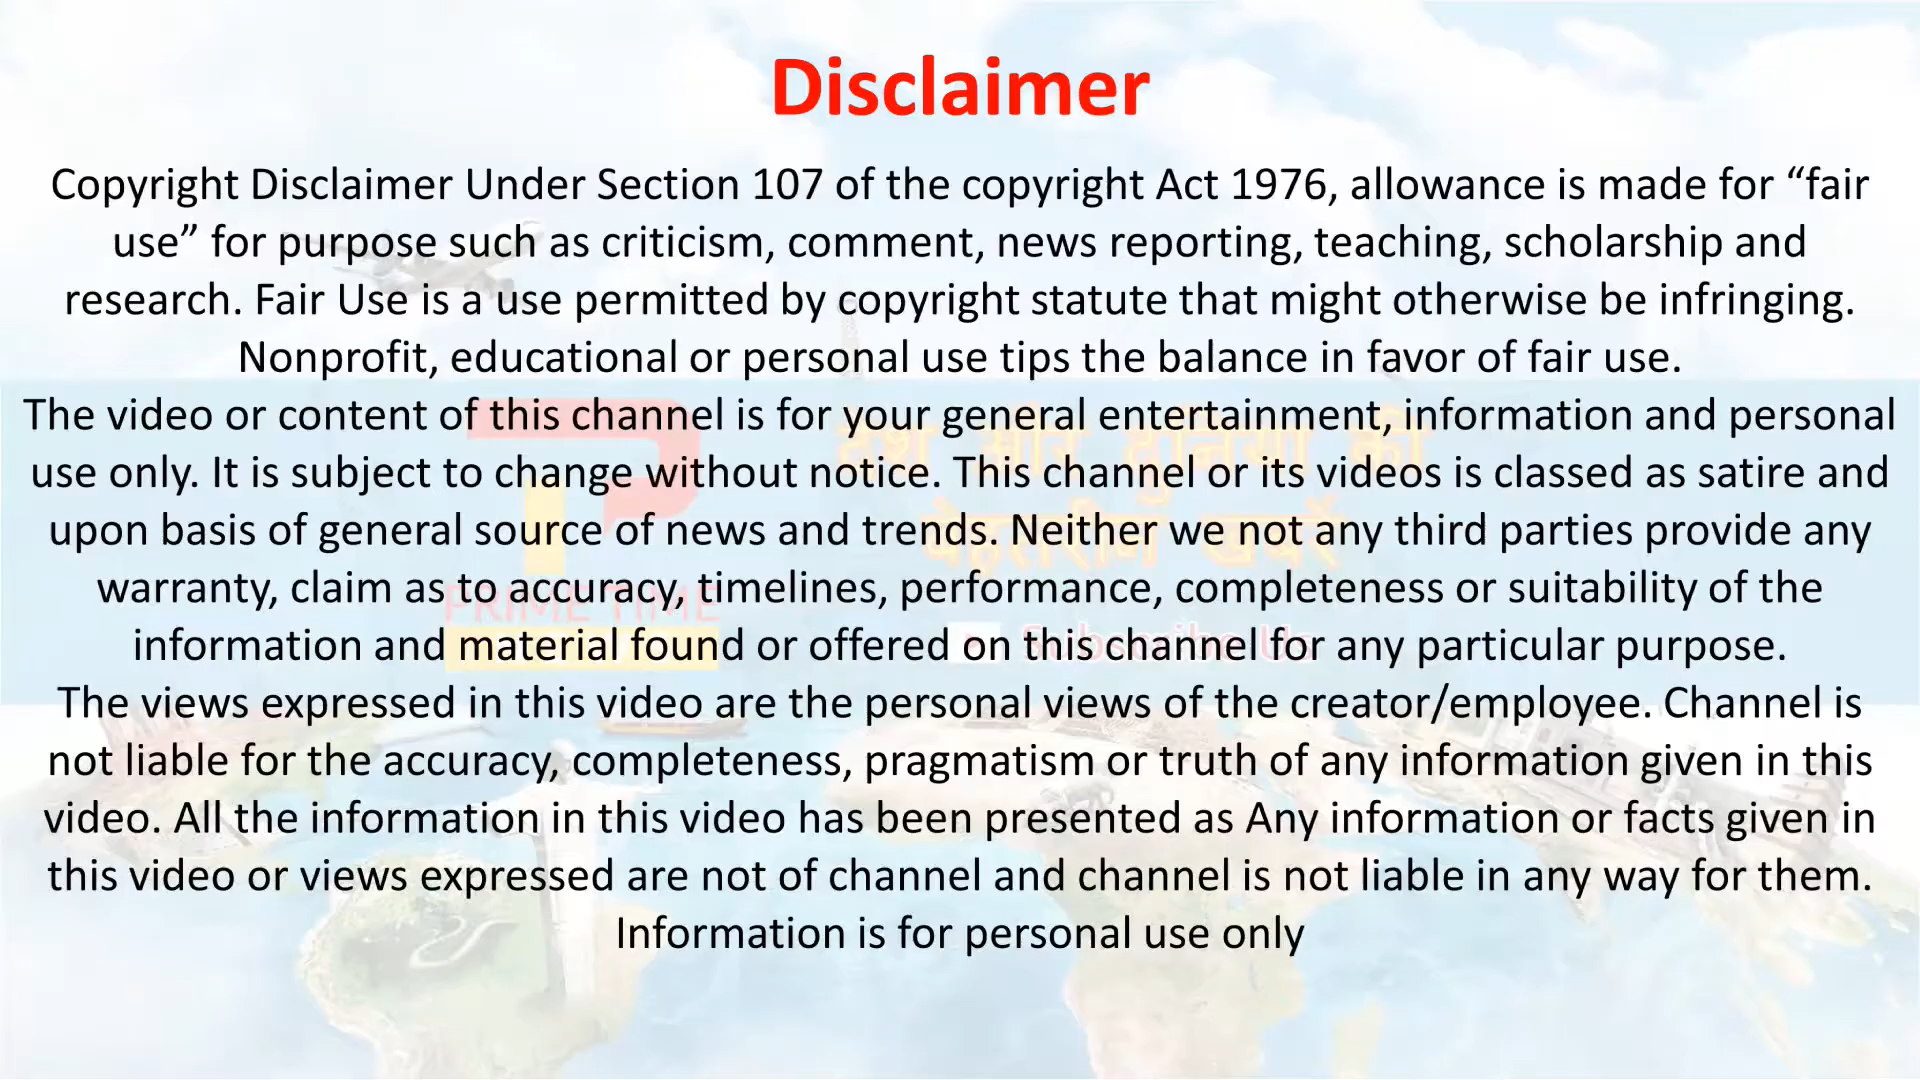 Disclaimer
Copyright Disclaimer Under Section 107 of the copyright Act 1976, allowance is made for “fair
use” for purpose such as criticism, comment, news reporting, teaching, scholarship and
research. Fair Use is a use permitted by copyright statute that might otherwise be infringing.
Nonprofit, educational or personal use tips the balance in favor of fair use.
The video or content of this channel is for your general entertainment, information and personal
use only. It is subject to change without notice. This channel or its videos is classed as satire and
upon basis of general source of news and trends. Neither we not any third parties provide any
warranty, claim as to accuracy, timelines, performance, completeness or suitability of the
information and material found or offered on this channel for any particular purpose.
The views expressed in this video are the personal views of the creator/employee. Channel is
not liable for the accuracy, completeness, pragmatism or truth of any information given in this
video. All the information in this video has been presented as Any information or facts given in
this video or views expressed are not of channel and channel is not liable in any way for them.
Information is for personal use only
देश और दुनिया की
बेहतरीन खबरें
PRIME TIME
Subscribe Us